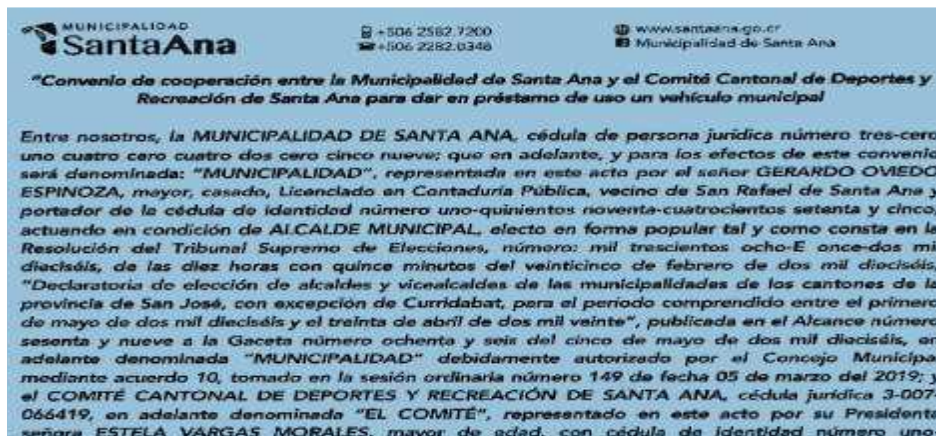 MUNICIPALIDAD
SantaAna
+506 2582.7200
+506 2282.0348
www.santaana.go.cr
Municipalidad de Santa Ana
"Convenio de cooperación entre la Municipalidad de Santa Ana y el Comité Cantonal de Deportes y
Recreación de Santa Ana para dar en préstamo de uso un vehículo municipal
Entre nosotros, la MUNICIPALIDAD DE SANTA ANA, cédula de persona jurídica número tres-cero
uno cuatro cero cuatro dos cero cinco nueve; que en adelante, y para los efectos de este convenio
será denominada: "MUNICIPALIDAD", representada en este acto por el señor GERARDO OVIEDO
ESPINOZA, mayor, casado, Licenciado en Contaduría Pública, vecino de San Rafael de Santa Ana y
portador de la cédula de identidad número uno-quinientos noventa-cuatrocientos setenta y cinco,
actuando en condición de ALCALDE MUNICIPAL, electo en forma popular tal y como consta en la
Resolución del Tribunal Supremo de Elecciones, número: mil trescientos ocho-E once-dos mil
dieciséis, de las diez horas con quince minutos del veinticinco de febrero de dos mil dieciséis,
"Declaratoria de elección de alcaldes y vicealcaldes de las municipalidades de los cantones de la
provincia de San José, con excepción de Curridabat, para el período comprendido entre el primero
de mayo de dos mil dieciséis y el treinta de abril de dos mil veinte", publicada en el Alcance número
sesenta y nueve a la Gaceta número ochenta y seis del cinco de mayo de dos mil dieciséis, en
adelante denominada "MUNICIPALIDAD" debidamente autorizado por el Concejo Municipal
mediante acuerdo 10, tomado en la sesión ordinaria número 149 de fecha 05 de marzo del 2019; y
el COMITÉ CANTONAL DE DEPORTES Y RECREACIÓN DE SANTA ANA, cédula jurídica 3-007-
066419, en adelante denominada "EL COMITÉ", representado en este acto por su Presidenta
señora ESTELA VARGAS MORALES, mayor de edad, con cédula de identidad número uno-